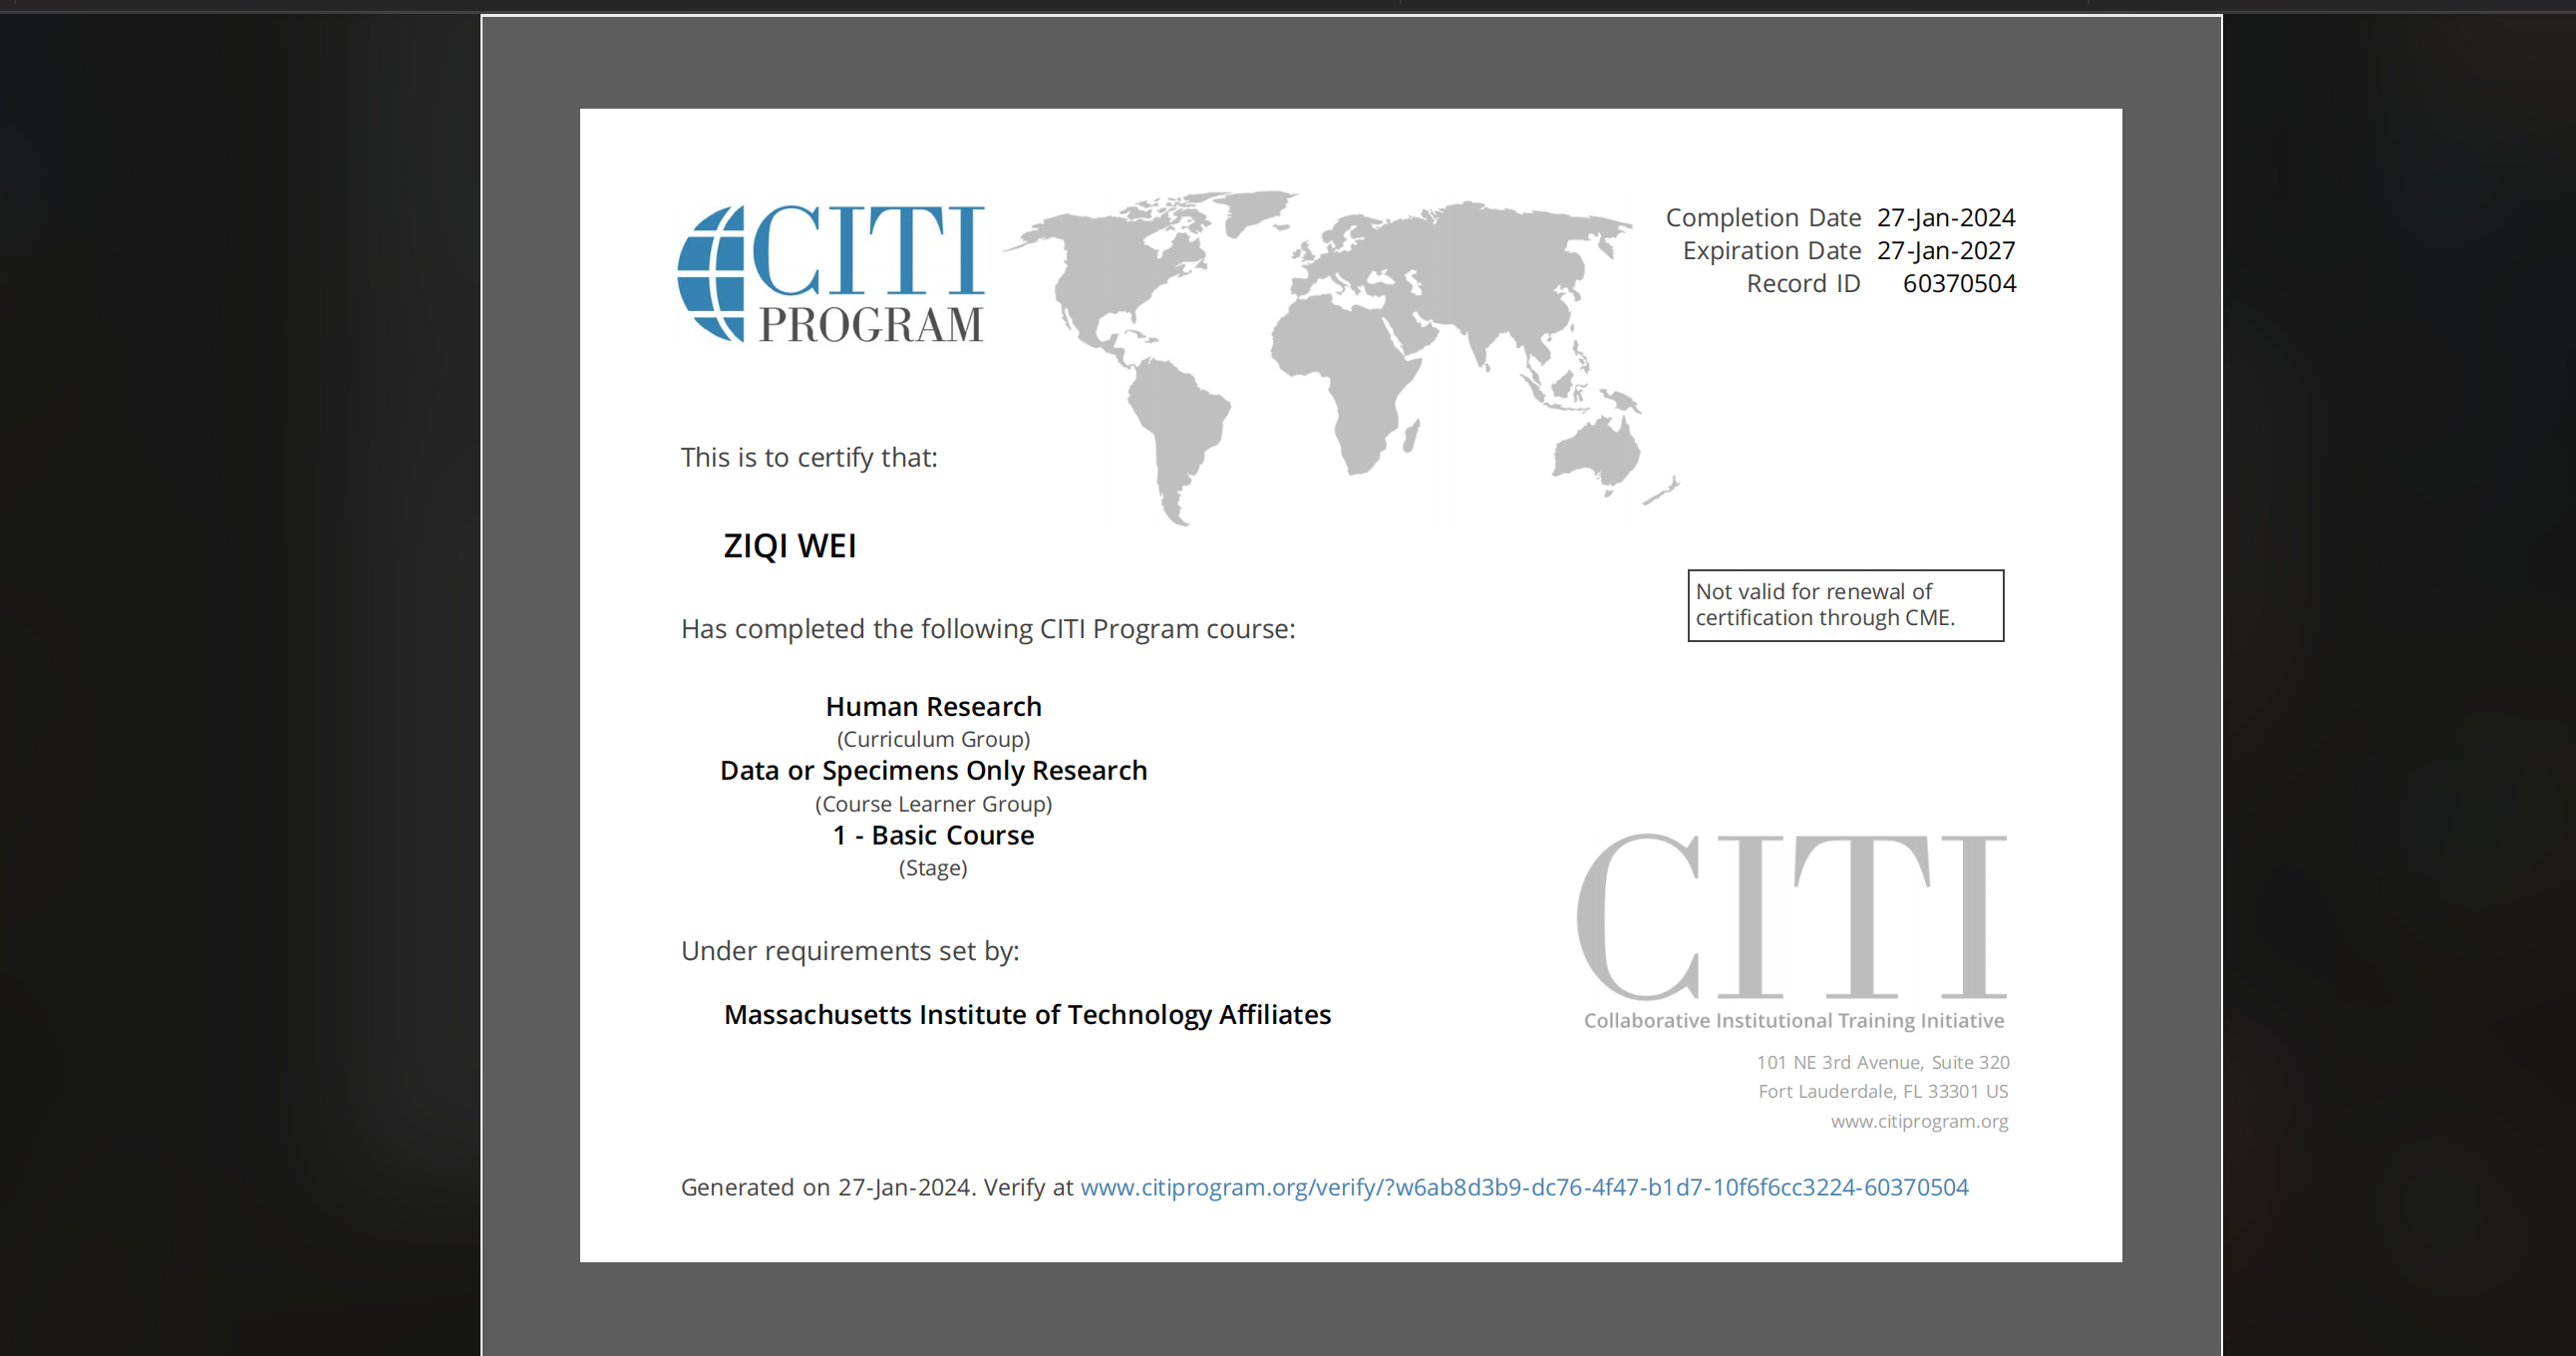 CITI
PROGRAM
Completion Date 27-Jan-2024
Expiration Date 27-Jan-2027
Record ID 60370504
This is to certify that:
ZIQI WEI
Not valid for renewal of
certification through CME.
Has completed the following CITI Program course:
Human Research
(Curriculum Group)
Data or Specimens Only Research
(Course Learner Group)
1 - Basic Course
(Stage)
Under requirements set by:
Massachusetts Institute of Technology Affiliates
CITI
Collaborative Institutional Training Initiative
101 NE 3rd Avenue, Suite 320
Fort Lauderdale, FL 33301 US
www.citiprogram.org
Generated on 27-Jan-2024. Verify at www.citiprogram.org/verify/?w6ab8d3b9-dc76-4f47-b1d7-10f6f6cc3224-60370504